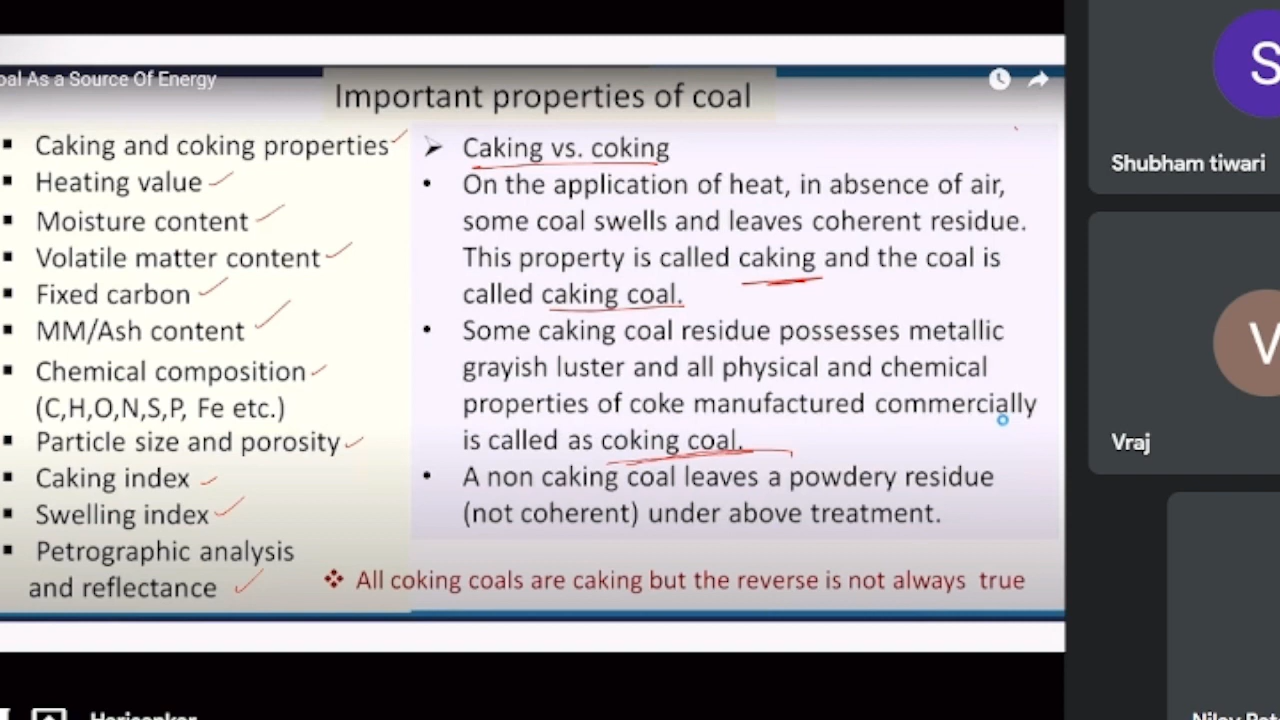 oal As a Source Of Energy
Important properties of coal
▪ Caking and coking properties
▪ Heating value
▪ Moisture content
▪ Volatile matter content
▪ Fixed carbon
▪ MM/Ash content
▪ Chemical composition
(C,H,O,N,S,P, Fe etc.)
▪ Particle size and porosity
▪ Caking index
▪ Swelling index
▪ Petrographic analysis
and reflectance
➢ Caking vs. coking
• On the application of heat, in absence of air,
some coal swells and leaves coherent residue.
This property is called caking and the coal is
called caking coal.
• Some caking coal residue possesses metallic
grayish luster and all physical and chemical
properties of coke manufactured commercially
is called as coking coal.
• A non caking coal leaves a powdery residue
(not coherent) under above treatment.
❖ All coking coals are caking but the reverse is not always true
S
Shubham tiwari
V
Vraj